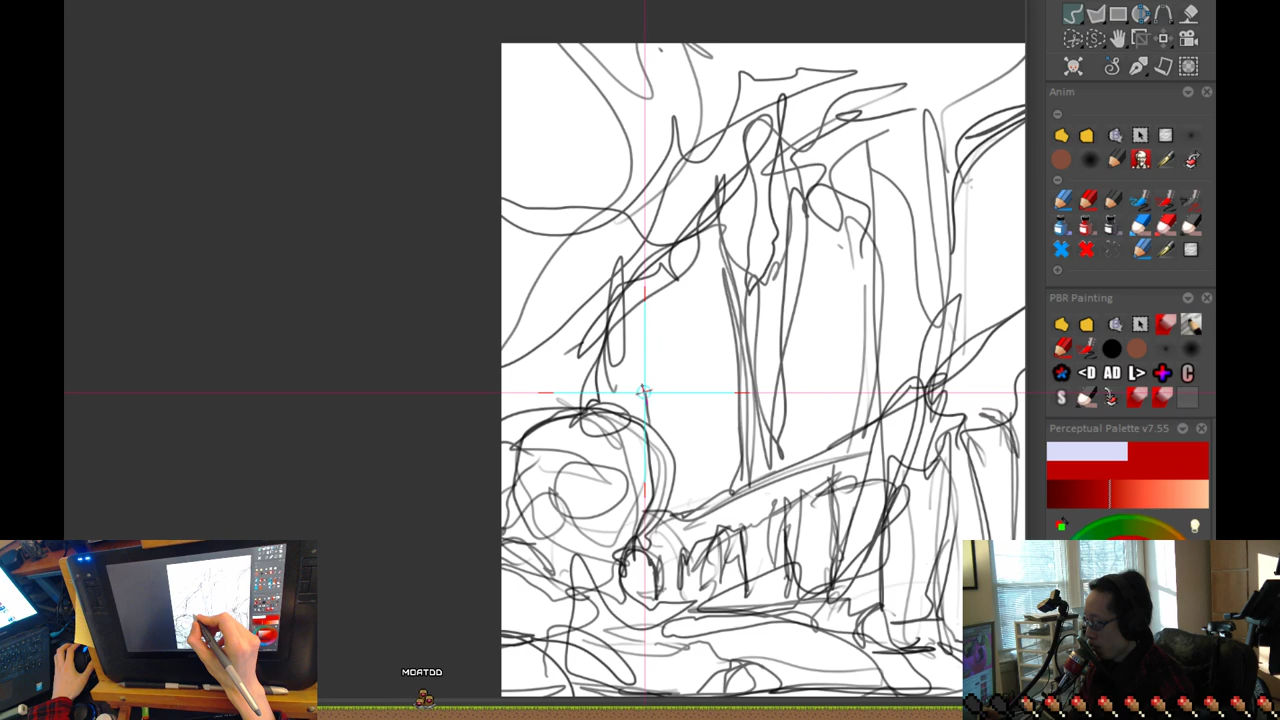 Anim
PBR Painting
<D AD L> C
S
Perceptual Palette v7.55
MOATOO